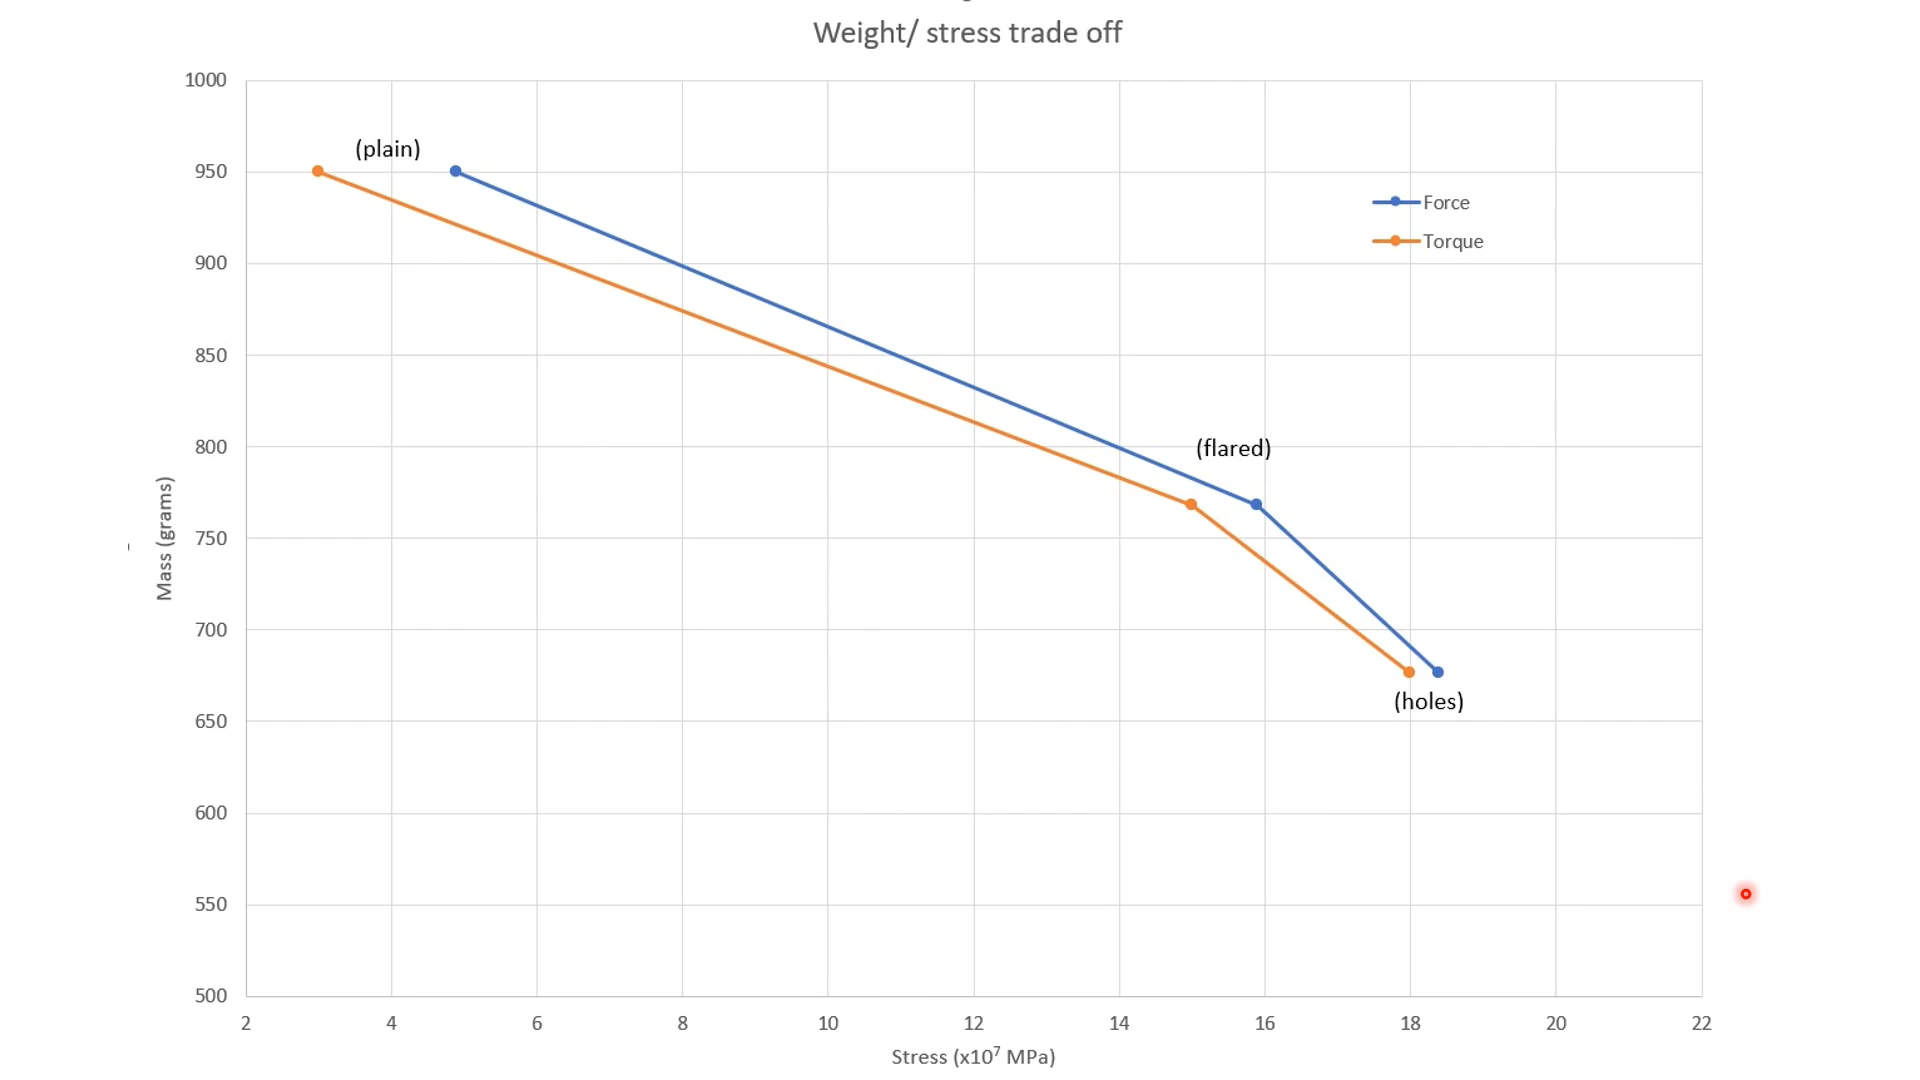 Weight/ stress trade off
1000
950
900
850
800
750
700
650
600
550
500
Mass (grams)
(plain)
(flared)
(holes)
Force
Torque
2 4 6 8 10 12 14 16 18 20 22
Stress (x10⁷ MPa)